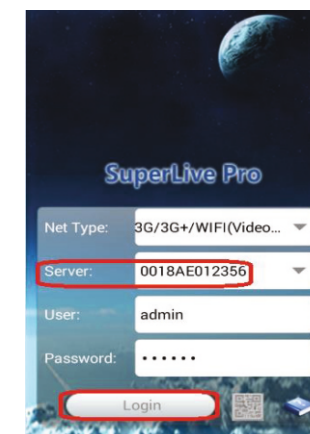 SuperLive Pro
Net Type: 3G/3G+/WIFI(Video...
Server: 0018AE012356
User: admin
Password: ••••••
Login